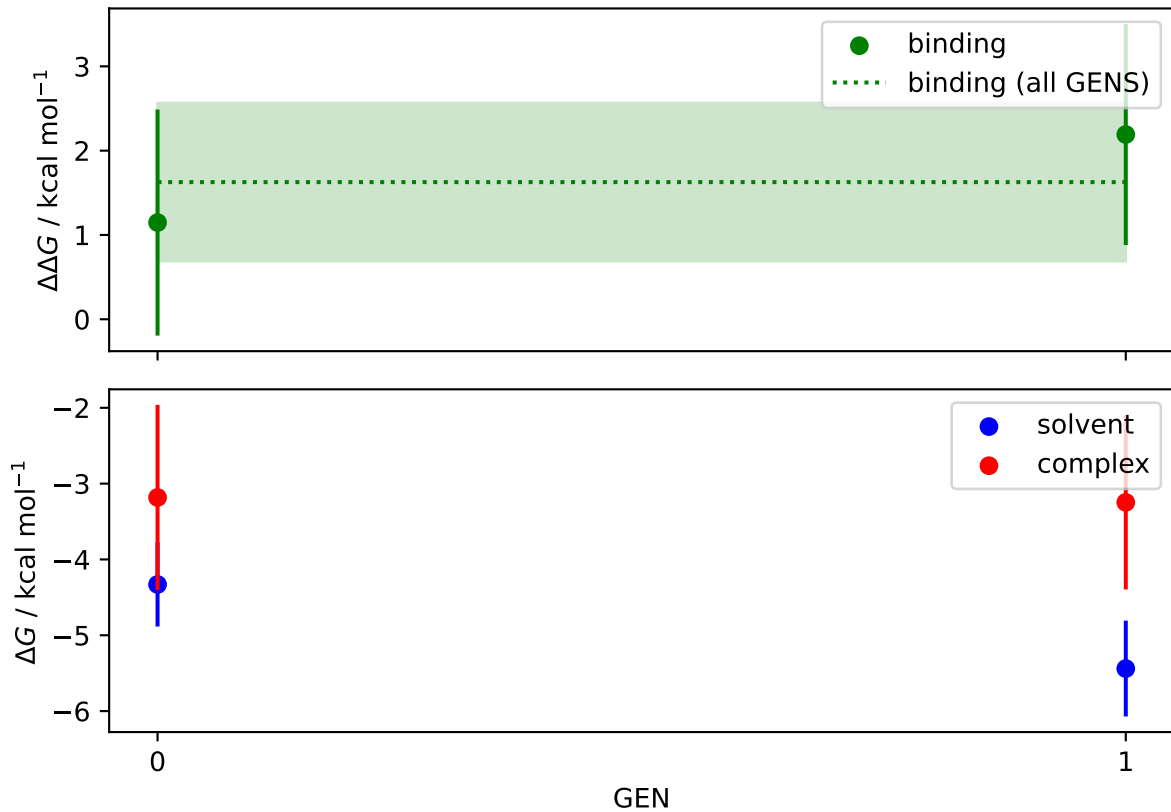 binding
binding (all GENS)
ΔΔG / kcal mol⁻¹
3
2
1
0
solvent
complex
ΔG / kcal mol⁻¹
−2
−3
−4
−5
−6
0 1
GEN